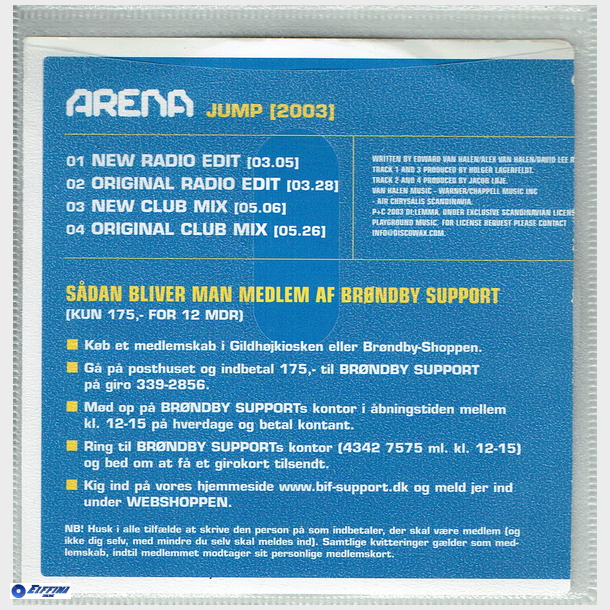 ARENA JUMP [2003]
01 NEW RADIO EDIT [03.05]
02 ORIGINAL RADIO EDIT [03.28]
03 NEW CLUB MIX [05.06]
04 ORIGINAL CLUB MIX [05.26]
WRITTEN BY EDWARD VAN HALEN/ALEX VAN HALEN/DAVID LEE R
TRACK 1 AND 3 PRODUCED BY HOLGER LAGERFELDT.
TRACK 2 AND 4 PRODUCED BY JACOB LØJE.
VAN HALEN MUSIC - WARNER/CHAPPELL MUSIC INC
- AIR CHRYSALIS SCANDINAVIA.
P+C 2003 DI:LEMMA. UNDER EXCLUSIVE SCANDINAVIAN LICENS
PLAYGROUND MUSIC. FOR LICENSE REQUEST PLEASE CONTACT
INFO@DISCOWAX.COM
SÅDAN BLIVER MAN MEDLEM AF BRØNDBY SUPPORT
(KUN 175,- FOR 12 MDR)
Køb et medlemskab i Gildhøjkiosken eller Brøndby-Shoppen.
Gå på posthuset og indbetal 175,- til BRØNDBY SUPPORT
på giro 339-2856.
Mød op på BRØNDBY SUPPORTs kontor i åbningstiden mellem
kl. 12-15 på hverdage og betal kontant.
Ring til BRØNDBY SUPPORTs kontor (4342 7575 ml. kl. 12-15)
og bed om at få et girokort tilsendt.
Kig ind på vores hjemmeside www.bif-support.dk og meld jer ind
under WEBSHOPPEN.
NB! Husk i alle tilfælde at skrive den person på som indbetaler, der skal være medlem (og
ikke dig selv, med mindre du selv skal meldes ind). Samtlige kvitteringer gælder som med-
lemskab, indtil medlemmet modtager sit personlige medlemskort.